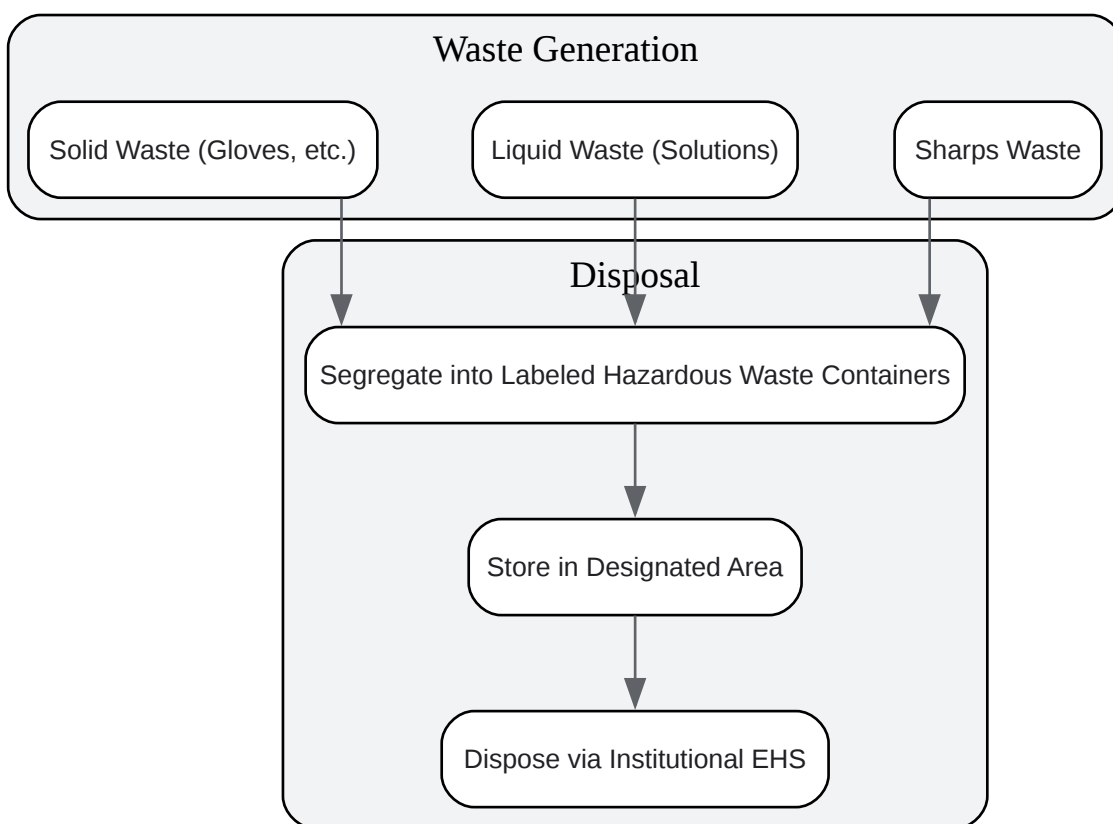 Waste Generation
Solid Waste (Gloves, etc.)
Liquid Waste (Solutions)
Sharps Waste
Disposal
Segregate into Labeled Hazardous Waste Containers
Store in Designated Area
Dispose via Institutional EHS